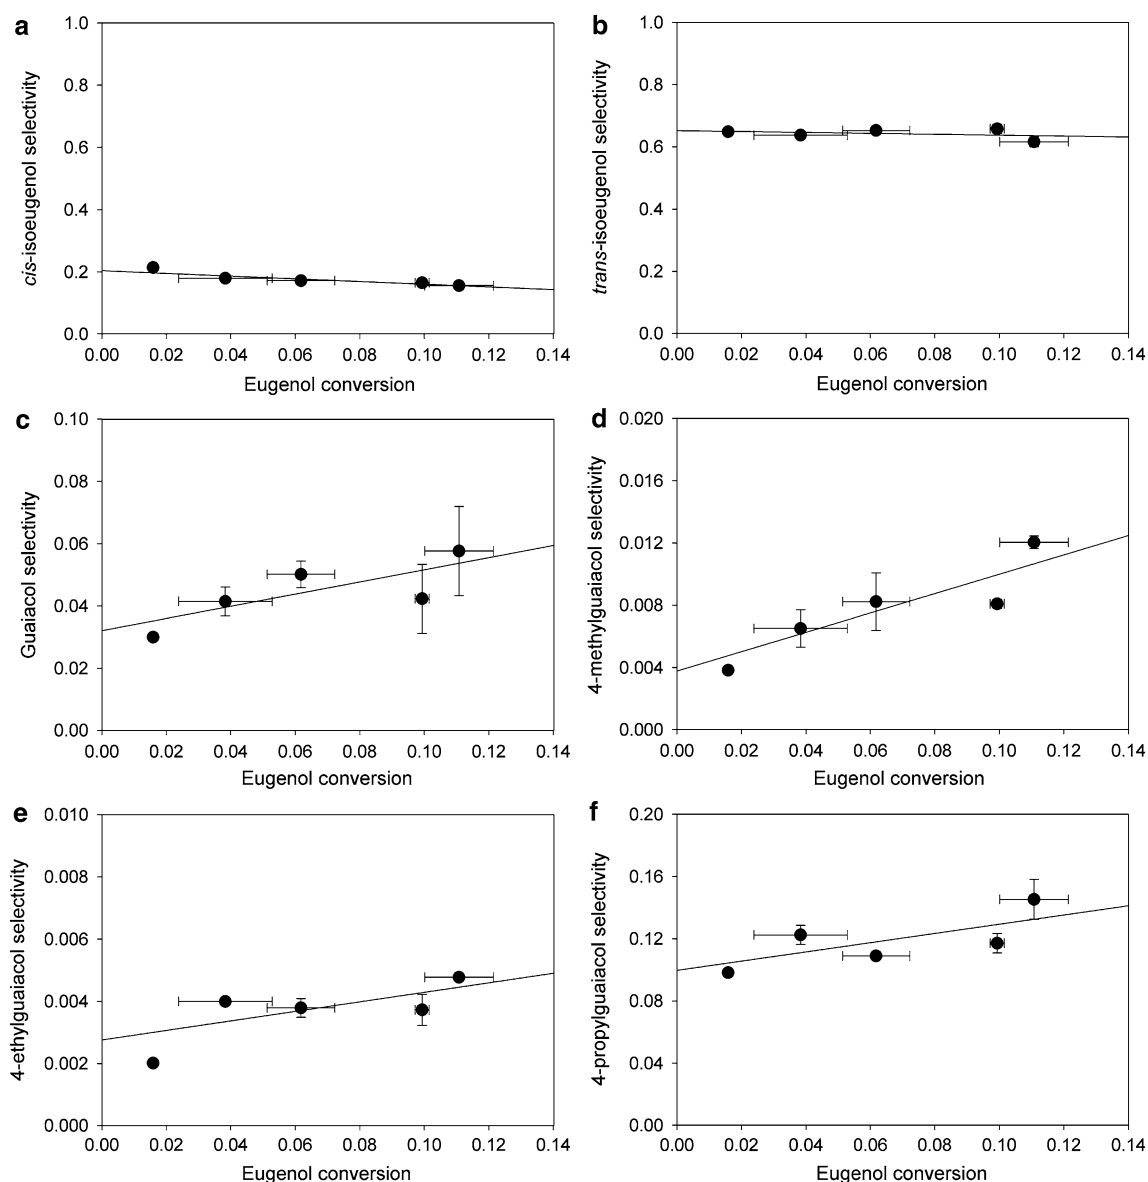 a
1.0
0.8
0.6
0.4
0.2
0.0
cis-isoeugenol selectivity
0.00 0.02 0.04 0.06 0.08 0.10 0.12 0.14
Eugenol conversion
b
1.0
0.8
0.6
0.4
0.2
0.0
trans-isoeugenol selectivity
0.00 0.02 0.04 0.06 0.08 0.10 0.12 0.14
Eugenol conversion
c
0.10
0.08
0.06
0.04
0.02
0.00
Guaiacol selectivity
0.00 0.02 0.04 0.06 0.08 0.10 0.12 0.14
Eugenol conversion
d
0.020
0.016
0.012
0.008
0.004
0.000
4-methylguaiacol selectivity
0.00 0.02 0.04 0.06 0.08 0.10 0.12 0.14
Eugenol conversion
e
0.010
0.008
0.006
0.004
0.002
0.000
4-ethylguaiacol selectivity
0.00 0.02 0.04 0.06 0.08 0.10 0.12 0.14
Eugenol conversion
f
0.20
0.16
0.12
0.08
0.04
0.00
4-propylguaiacol selectivity
0.00 0.02 0.04 0.06 0.08 0.10 0.12 0.14
Eugenol conversion